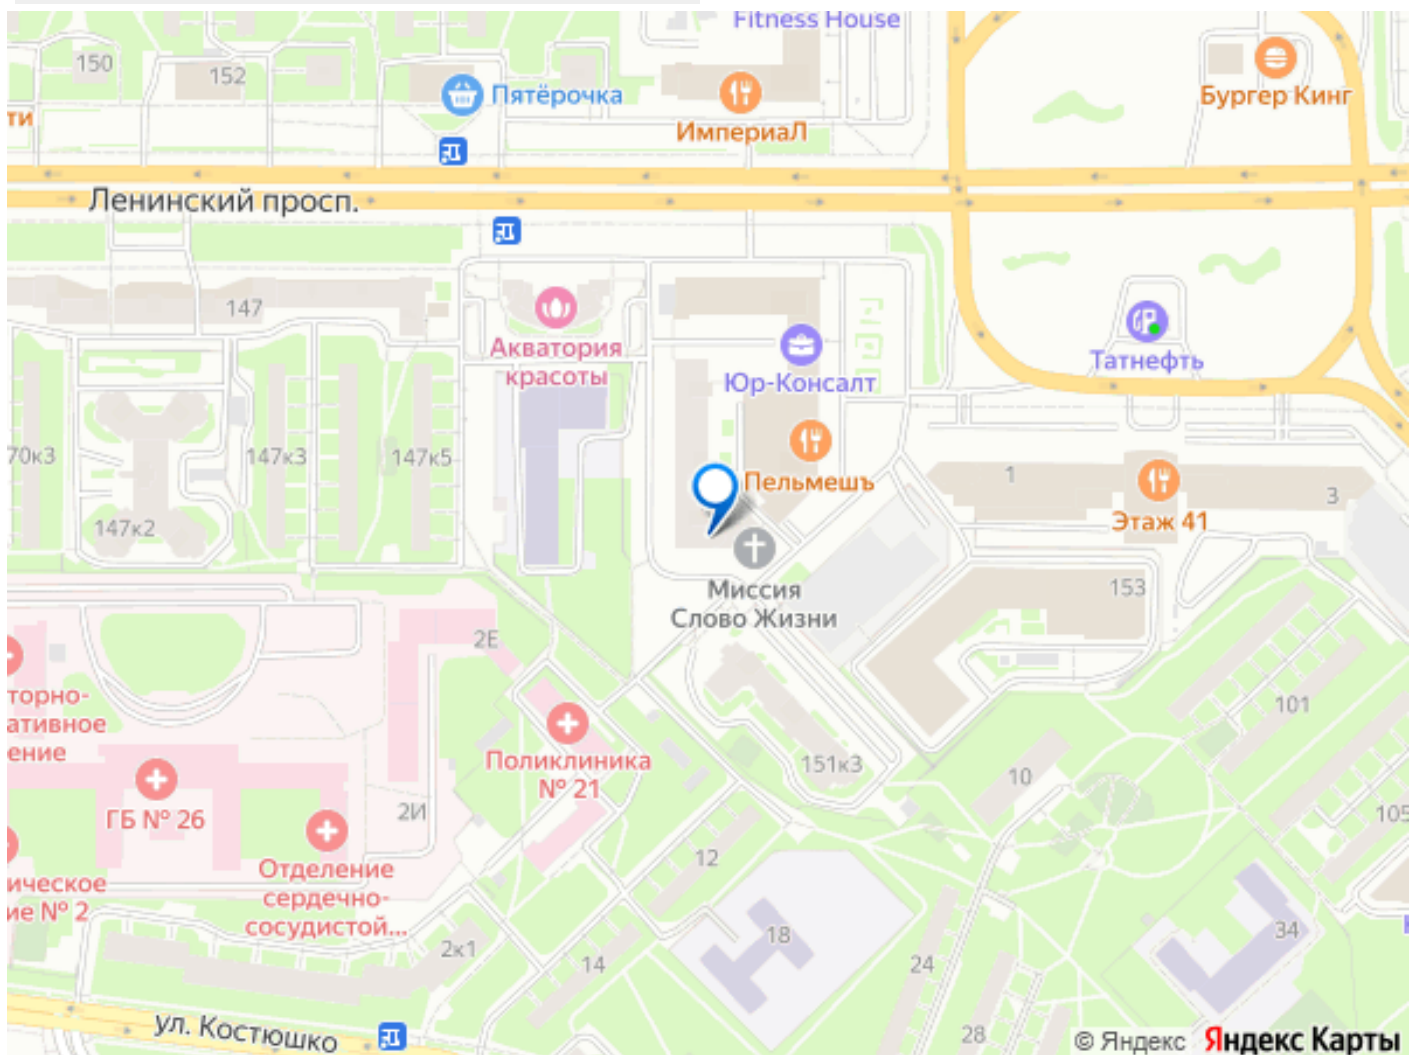 Fitness House
150
152
Пятёрочка
Бургер Кинг
ти
ИмпериаЛ
Ленинский просп.
147
Акватория
красоты
Юр-Консалт
Татнефть
70к3
147к3
147к5
Пельмешъ
1
3
147к2
Этаж 41
Миссия
Слово Жизни
153
2Е
торно-
ативное
ение
101
Поликлиника
№ 21
151к3
10
ГБ № 26
2И
105
12
Отделение
сердечно-
сосудистой...
ическое
ие № 2
18
34
2к1
14
24
28
ул. Костюшко
© Яндекс Яндекс Карты